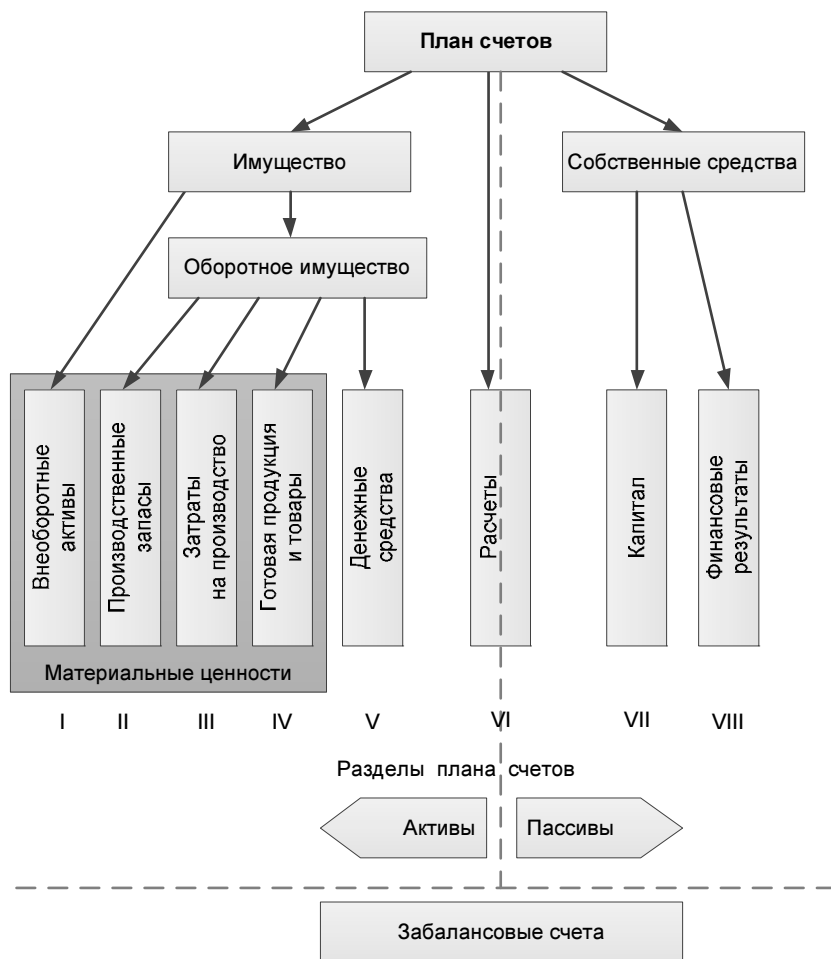 План счетов
Имущество
Собственные средства
Оборотное имущество
Внеоборотные
активы
Производственные
запасы
Затраты
на производство
Готовая продукция
и товары
Денежные
средства
Расчеты
Капитал
Финансовые
результаты
Материальные ценности
I II III IV V VI VII VIII
Разделы плана счетов
Активы
Пассивы
Забалансовые счета